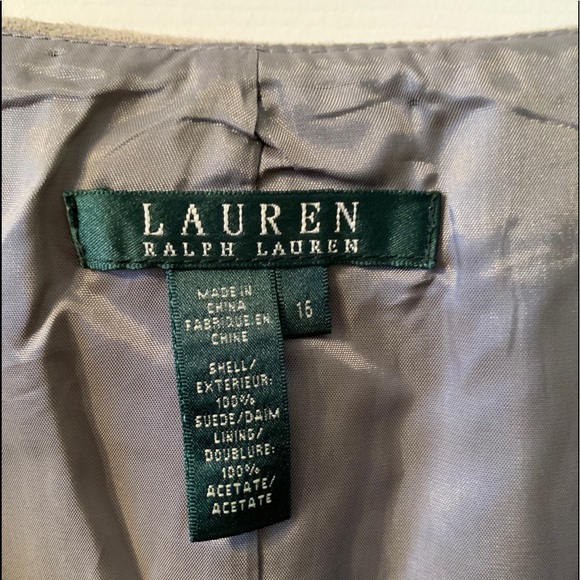 LAUREN
RALPH LAUREN
16
MADE IN
CHINA
FABRIQUE EN
CHINE
SHELL/
EXTERIEUR:
100%
SUEDE/DAIM
LINING/
DOUBLURE:
100%
ACETATE/
ACETATE